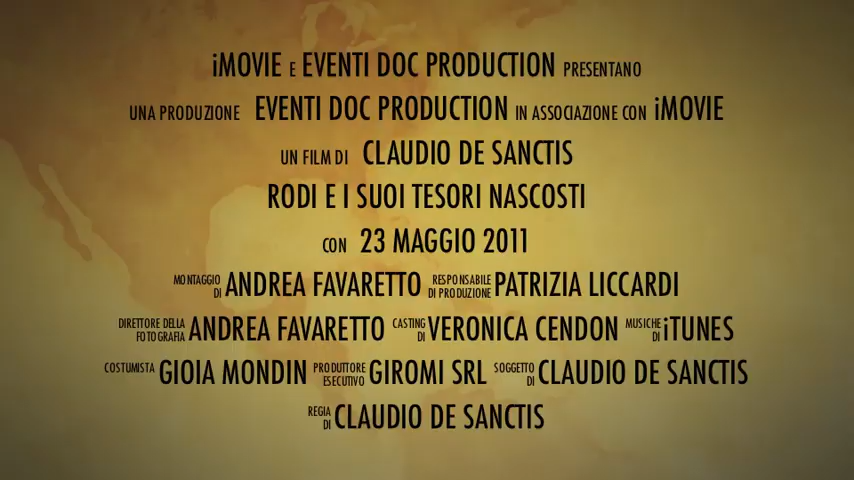 iMOVIE E EVENTI DOC PRODUCTION PRESENTANO
UNA PRODUZIONE EVENTI DOC PRODUCTION IN ASSOCIAZIONE CON iMOVIE
UN FILM DI CLAUDIO DE SANCTIS
RODI E I SUOI TESORI NASCOSTI
CON 23 MAGGIO 2011
MONTAGGIO DI ANDREA FAVARETTO RESPONSABILE DI PRODUZIONE PATRIZIA LICCARDI
DIRETTORE DELLA FOTOGRAFIA ANDREA FAVARETTO CASTING DI VERONICA CENDON MUSICHE DI iTUNES
COSTUMISTA GIOIA MONDIN PRODUTTORE ESECUTIVO GIROMI SRL SOGGETTO DI CLAUDIO DE SANCTIS
REGIA DI CLAUDIO DE SANCTIS